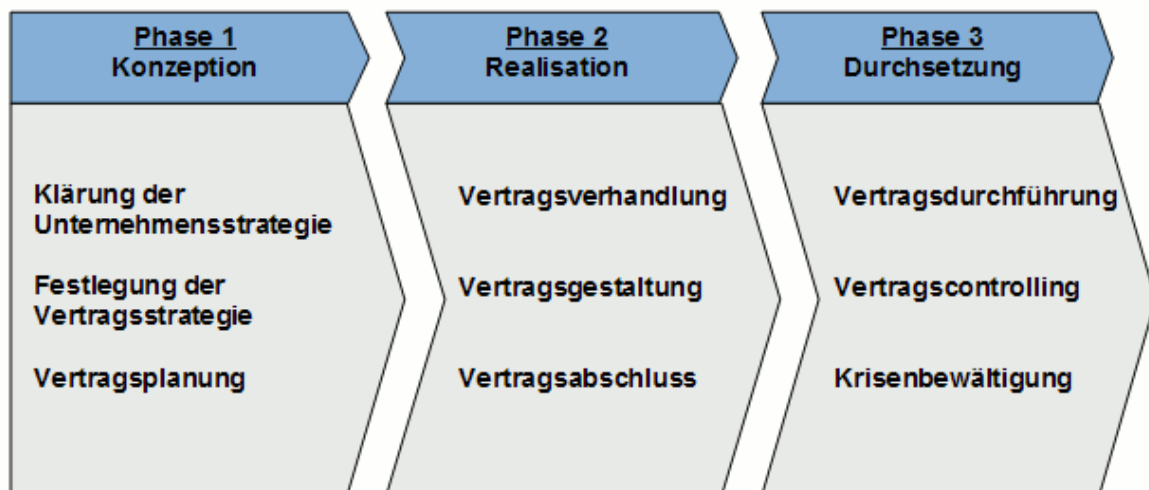 Phase 1
Konzeption
Klärung der
Unternehmensstrategie
Festlegung der
Vertragsstrategie
Vertragsplanung
Phase 2
Realisation
Vertragsverhandlung
Vertragsgestaltung
Vertragsabschluss
Phase 3
Durchsetzung
Vertragsdurchführung
Vertragscontrolling
Krisenbewältigung